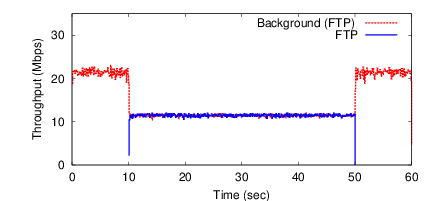 Background (FTP)
FTP
Throughput (Mbps)
30
20
10
0
0 10 20 30 40 50 60
Time (sec)